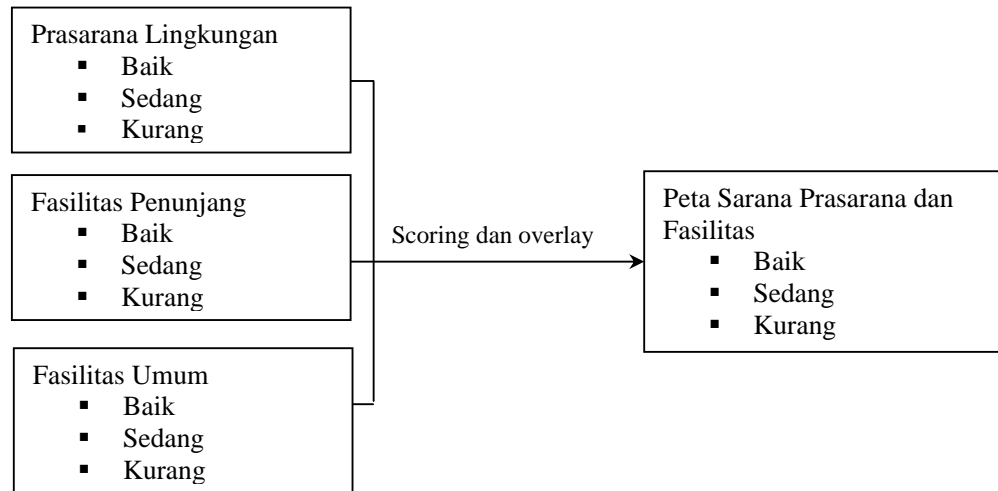 Prasarana Lingkungan
▪ Baik
▪ Sedang
▪ Kurang
Fasilitas Penunjang
▪ Baik
▪ Sedang
▪ Kurang
Fasilitas Umum
▪ Baik
▪ Sedang
▪ Kurang
Scoring dan overlay
Peta Sarana Prasarana dan
Fasilitas
▪ Baik
▪ Sedang
▪ Kurang